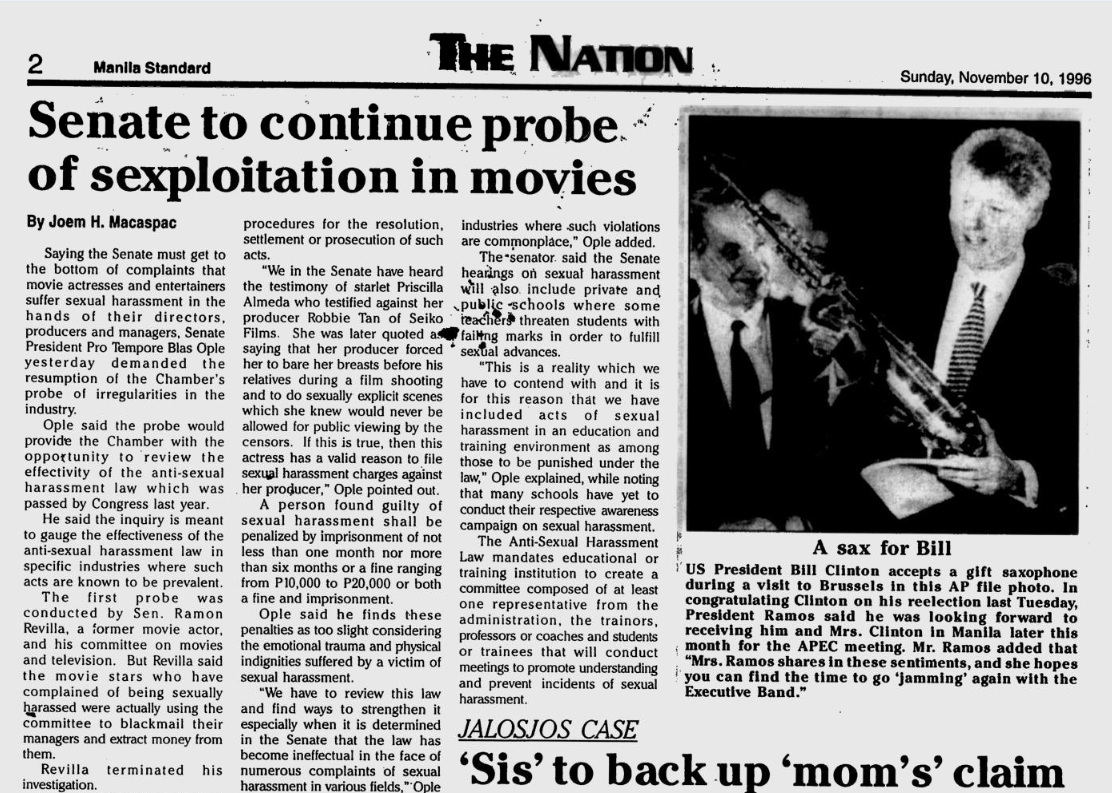 2
Manila Standard
THE NATION
Sunday, November 10, 1996
Senate to continue probe
of sexploitation in movies
By Joem H. Macaspac
Saying the Senate must get to
the bottom of complaints that
movie actresses and entertainers
suffer sexual harassment in the
hands of their directors,
producers and managers, Senate
President Pro Tempore Blas Ople
yesterday demanded the
resumption of the Chamber's
probe of irregularities in the
industry.
Ople said the probe would
provide the Chamber with the
opportunity to review the
effectivity of the anti-sexual
harassment law which was
passed by Congress last year.
He said the inquiry is meant
to gauge the effectiveness of the
anti-sexual harassment law in
specific industries where such
acts are known to be prevalent.
The first probe was
conducted by Sen. Ramon
Revilla, a former movie actor,
and his committee on movies
and television. But Revilla said
the movie stars who have
complained of being sexually
harassed were actually using the
committee to blackmail their
managers and extract money from
them.
Revilla terminated his
investigation.
procedures for the resolution,
settlement or prosecution of such
acts.
"We in the Senate have heard
the testimony of starlet Priscilla
Almeda who testified against her
producer Robbie Tan of Seiko
Films. She was later quoted as
saying that her producer forced
her to bare her breasts before his
relatives during a film shooting
and to do sexually explicit scenes
which she knew would never be
allowed for public viewing by the
censors. If this is true, then this
actress has a valid reason to file
sexual harassment charges against
her producer," Ople pointed out.
A person found guilty of
sexual harassment shall be
penalized by imprisonment of not
less than one month nor more
than six months or a fine ranging
from P10,000 to P20,000 or both
a fine and imprisonment.
Ople said he finds these
penalties as too slight considering
the emotional trauma and physical
indignities suffered by a victim of
sexual harassment.
"We have to review this law
and find ways to strengthen it
especially when it is determined
in the Senate that the law has
become ineffectual in the face of
numerous complaints of sexual
harassment in various fields," Ople
industries where such violations
are commonplace," Ople added.
The senator said the Senate
hearings on sexual harassment
will also include private and
public schools where some
teachers threaten students with
failing marks in order to fulfill
sexual advances.
"This is a reality which we
have to contend with and it is
for this reason that we have
included acts of sexual
harassment in an education and
training environment as among
those to be punished under the
law," Ople explained, while noting
that many schools have yet to
conduct their respective awareness
campaign on sexual harassment.
The Anti-Sexual Harassment
Law mandates educational or
training institution to create a
committee composed of at least
one representative from the
administration, the trainors,
professors or coaches and students
or trainees that will conduct
meetings to promote understanding
and prevent incidents of sexual
harassment.
A sax for Bill
US President Bill Clinton accepts a gift saxophone
during a visit to Brussels in this AP file photo. In
congratulating Clinton on his reelection last Tuesday,
President Ramos said he was looking forward to
receiving him and Mrs. Clinton in Manila later this
month for the APEC meeting. Mr. Ramos added that
"Mrs. Ramos shares in these sentiments, and she hopes
you can find the time to go 'jamming' again with the
Executive Band."
JALOSJOS CASE
'Sis' to back up 'mom's' claim